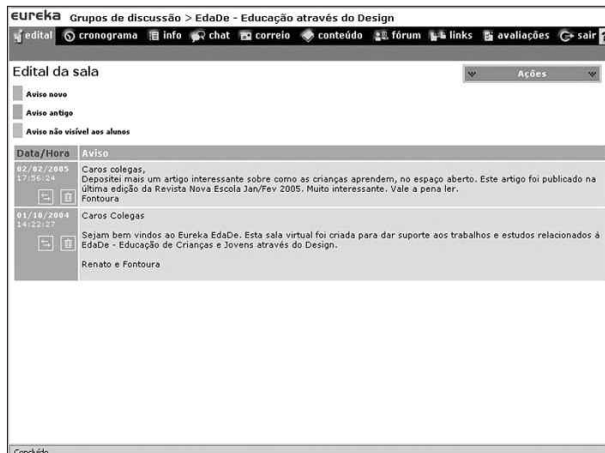 eureka Grupos de discussão > EdaDe - Educação através do Design
edital cronograma info chat correio conteúdo fórum links avaliações sair ?
Edital da sala
Ações
Aviso novo
Aviso antigo
Aviso não visível aos alunos
Data/Hora Aviso
02/02/2005
17:56:24
Caros colegas,
Depositei mais um artigo interessante sobre como as crianças aprendem, no espaço aberto. Este artigo foi publicado na
última edição da Revista Nova Escola Jan/Fev 2005. Muito interessante. Vale a pena ler.
Fontoura
01/10/2004
14:22:27
Caros Colegas
Sejam bem vindos ao Eureka EdaDe. Esta sala virtual foi criada para dar suporte aos trabalhos e estudos relacionados á
EdaDe - Educação de Crianças e Jovens através do Design.
Renato e Fontoura
Concluído